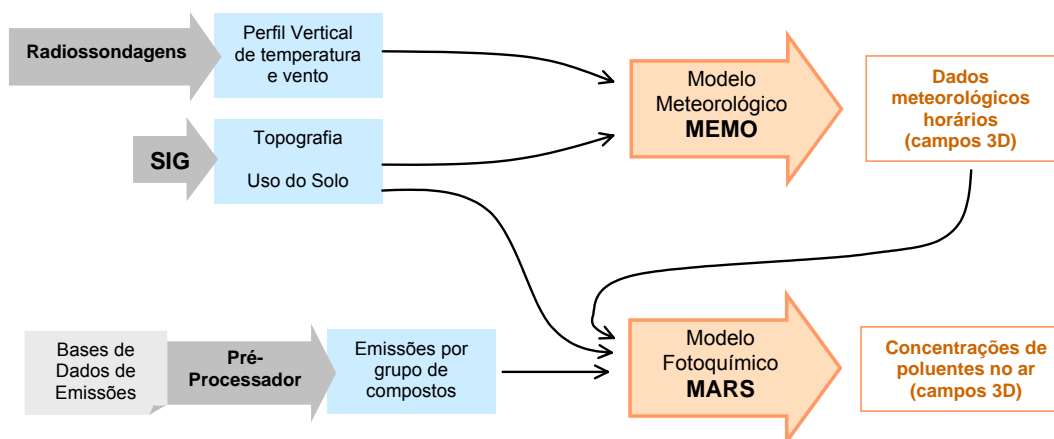 Radiossondagens
Perfil Vertical
de temperatura
e vento
Modelo
Meteorológico
MEMO
Dados
meteorológicos
horários
(campos 3D)
SIG
Topografia
Uso do Solo
Bases de
Dados de
Emissões
Pré-
Processador
Emissões por
grupo de
compostos
Modelo
Fotoquímico
MARS
Concentrações de
poluentes no ar
(campos 3D)